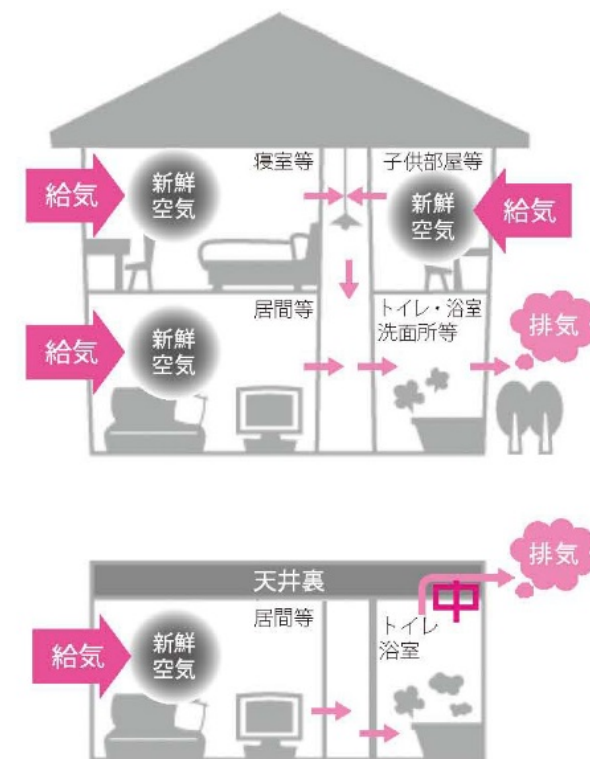 寝室等
子供部屋等
給気
新鮮
空気
新鮮
空気
給気
居間等
トイレ・浴室
洗面所等
排気
給気
新鮮
空気
排気
天井裏
居間等
トイレ
浴室
中
給気
新鮮
空気